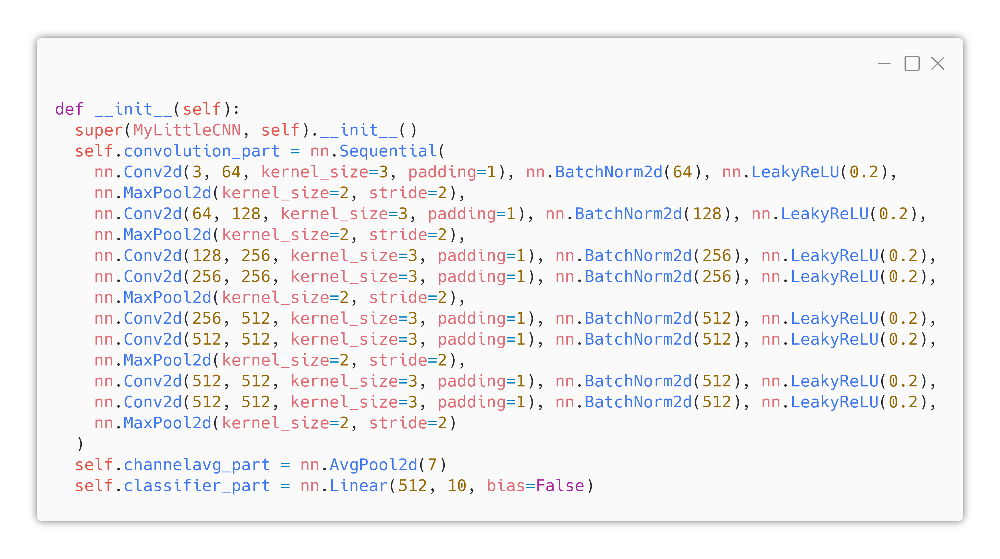 def __init__(self):
  super(MyLittleCNN, self).__init__()
  self.convolution_part = nn.Sequential(
    nn.Conv2d(3, 64, kernel_size=3, padding=1), nn.BatchNorm2d(64), nn.LeakyReLU(0.2),
    nn.MaxPool2d(kernel_size=2, stride=2),
    nn.Conv2d(64, 128, kernel_size=3, padding=1), nn.BatchNorm2d(128), nn.LeakyReLU(0.2),
    nn.MaxPool2d(kernel_size=2, stride=2),
    nn.Conv2d(128, 256, kernel_size=3, padding=1), nn.BatchNorm2d(256), nn.LeakyReLU(0.2),
    nn.Conv2d(256, 256, kernel_size=3, padding=1), nn.BatchNorm2d(256), nn.LeakyReLU(0.2),
    nn.MaxPool2d(kernel_size=2, stride=2),
    nn.Conv2d(256, 512, kernel_size=3, padding=1), nn.BatchNorm2d(512), nn.LeakyReLU(0.2),
    nn.Conv2d(512, 512, kernel_size=3, padding=1), nn.BatchNorm2d(512), nn.LeakyReLU(0.2),
    nn.MaxPool2d(kernel_size=2, stride=2),
    nn.Conv2d(512, 512, kernel_size=3, padding=1), nn.BatchNorm2d(512), nn.LeakyReLU(0.2),
    nn.Conv2d(512, 512, kernel_size=3, padding=1), nn.BatchNorm2d(512), nn.LeakyReLU(0.2),
    nn.MaxPool2d(kernel_size=2, stride=2)
  )
  self.channelavg_part = nn.AvgPool2d(7)
  self.classifier_part = nn.Linear(512, 10, bias=False)